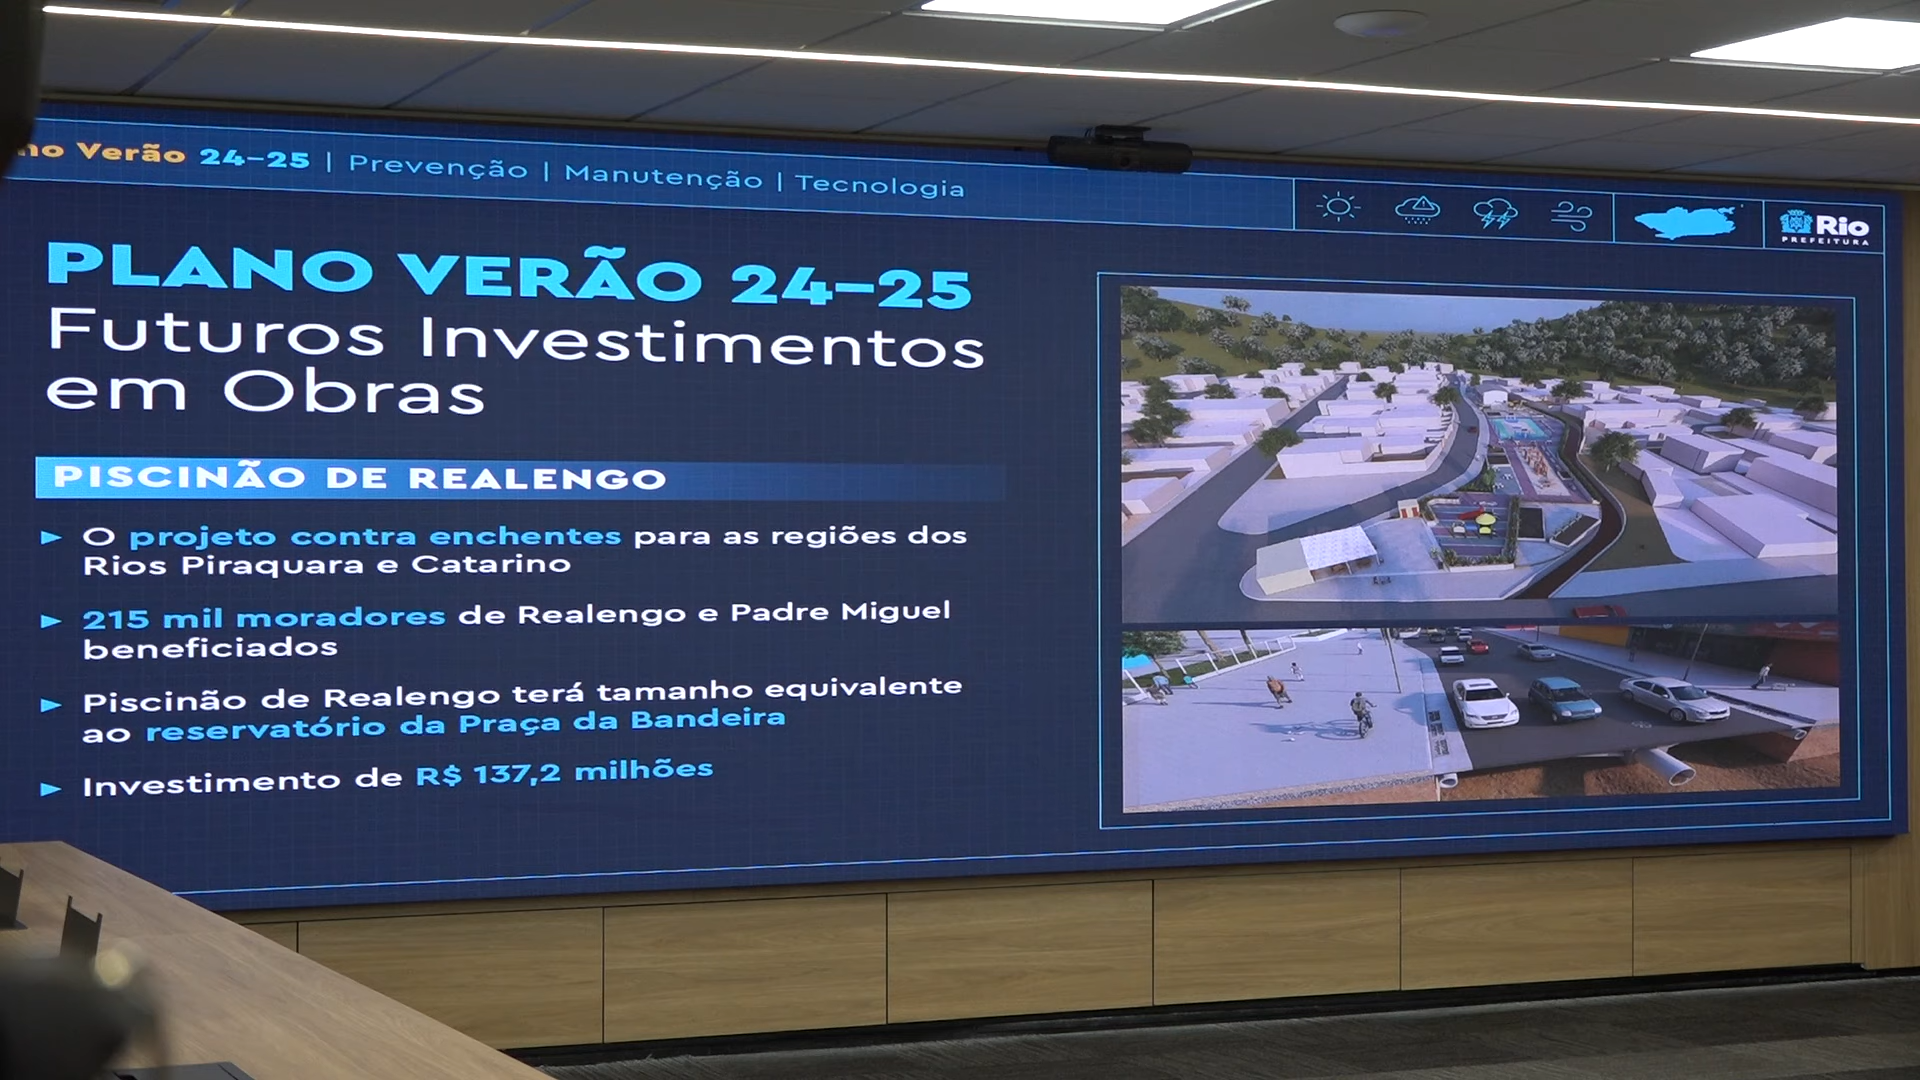 no Verão 24–25 | Prevenção | Manutenção | Tecnologia
Rio
PREFEITURA
PLANO VERÃO 24–25
Futuros Investimentos
em Obras
PISCINÃO DE REALENGO
► O projeto contra enchentes para as regiões dos
Rios Piraquara e Catarino
► 215 mil moradores de Realengo e Padre Miguel
beneficiados
► Piscinão de Realengo terá tamanho equivalente
ao reservatório da Praça da Bandeira
► Investimento de R$ 137,2 milhões